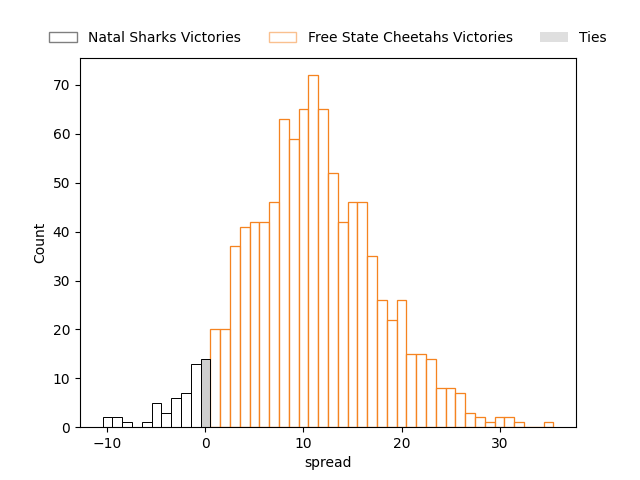 Natal Sharks Victories Free State Cheetahs Victories Ties
70
60
50
40
30
20
10
0
Count
−10 0 10 20 30
spread